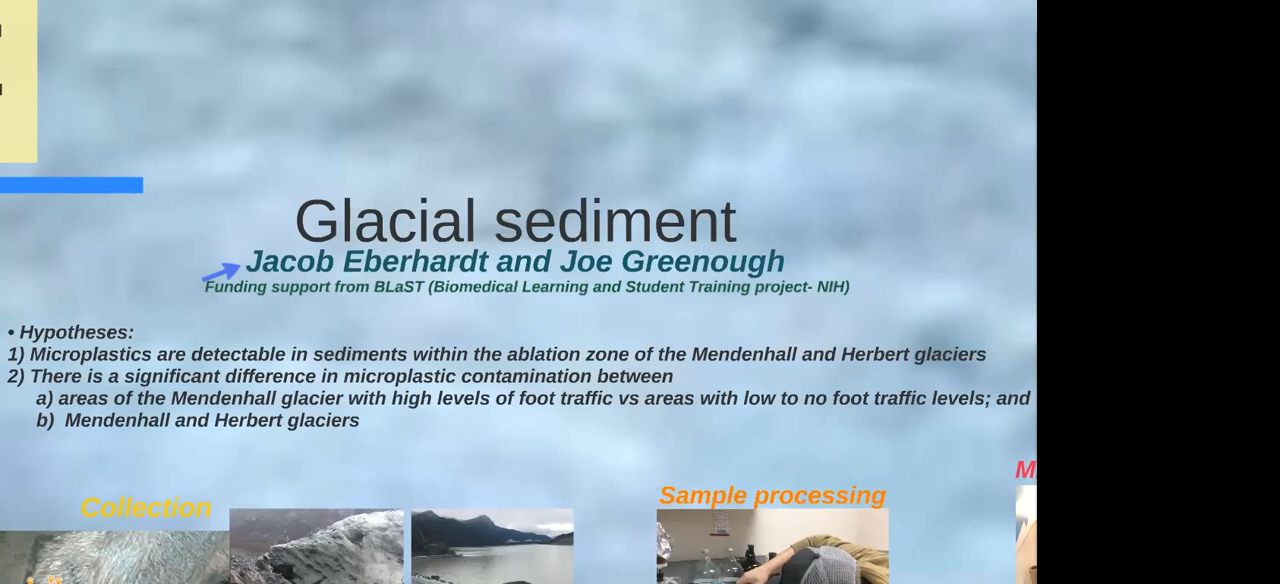 Glacial sediment
Jacob Eberhardt and Joe Greenough
Funding support from BLaST (Biomedical Learning and Student Training project- NIH)
• Hypotheses:
1) Microplastics are detectable in sediments within the ablation zone of the Mendenhall and Herbert glaciers
2) There is a significant difference in microplastic contamination between
a) areas of the Mendenhall glacier with high levels of foot traffic vs areas with low to no foot traffic levels; and
b) Mendenhall and Herbert glaciers
Collection
Sample processing